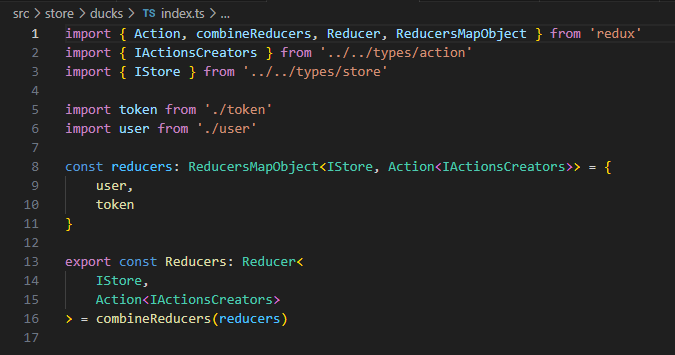 src > store > ducks > TS index.ts > ...
1 import { Action, combineReducers, Reducer, ReducersMapObject } from 'redux'
2 import { IActionsCreators } from '../../types/action'
3 import { IStore } from '../../types/store'
4
5 import token from './token'
6 import user from './user'
7
8 const reducers: ReducersMapObject<IStore, Action<IActionsCreators>> = {
9     user,
10     token
11 }
12
13 export const Reducers: Reducer<
14     IStore,
15     Action<IActionsCreators>
16 > = combineReducers(reducers)
17